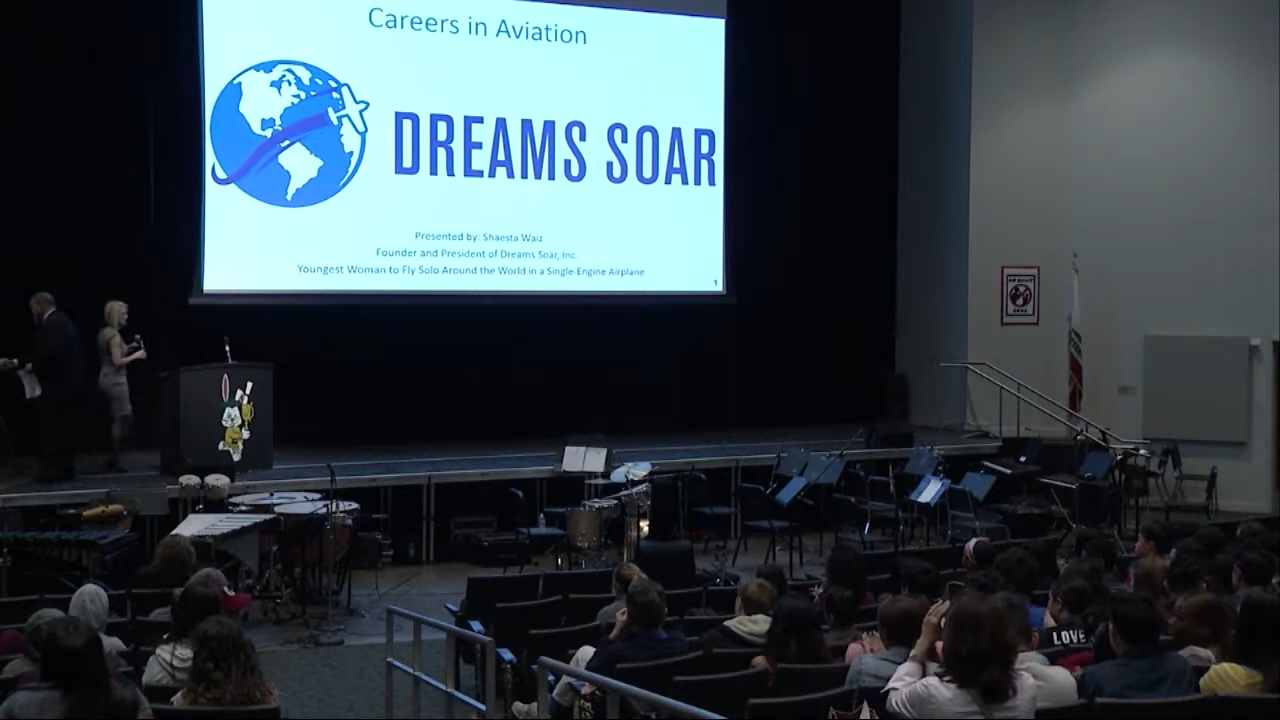 Careers in Aviation
DREAMS SOAR
Presented by: Shaesta Waiz
Founder and President of Dreams Soar, Inc.
Youngest Woman to Fly Solo Around the World in a Single-Engine Airplane
1
LOVE